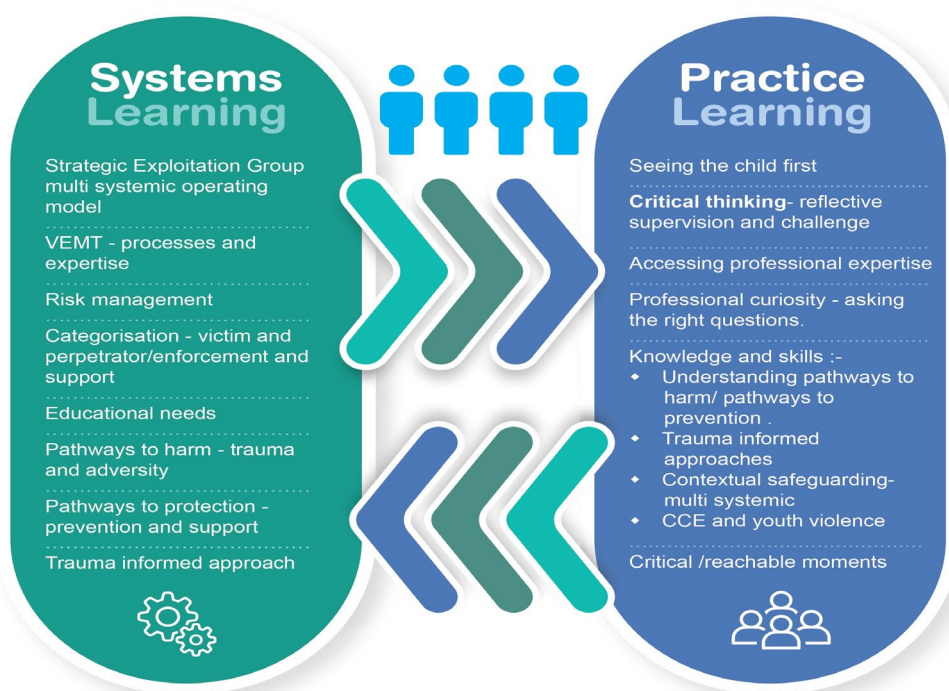 Systems
Learning
Strategic Exploitation Group
multi systemic operating
model
VEMT - processes and
expertise
Risk management
Categorisation - victim and
perpetrator/enforcement and
support
Educational needs
Pathways to harm - trauma
and adversity
Pathways to protection -
prevention and support
Trauma informed approach
Practice
Learning
Seeing the child first
Critical thinking- reflective
supervision and challenge
Accessing professional expertise
Professional curiosity - asking
the right questions.
Knowledge and skills :-
Understanding pathways to
harm/ pathways to
prevention .
Trauma informed
approaches
Contextual safeguarding-
multi systemic
CCE and youth violence
Critical /reachable moments